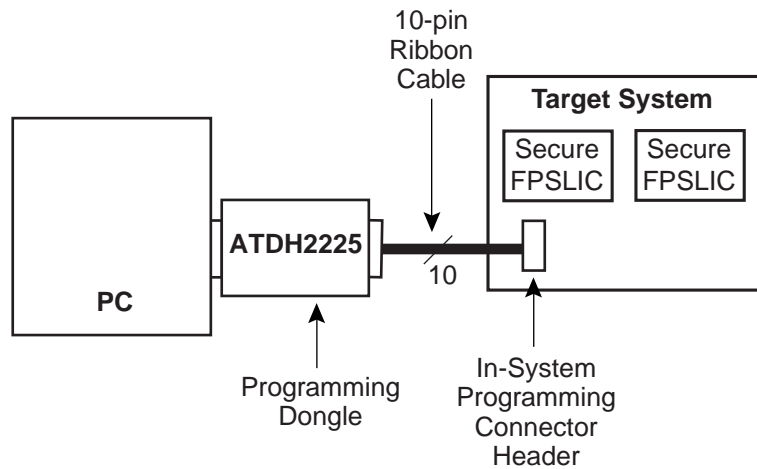 10-pin
Ribbon
Cable
Target System
Secure
FPSLIC
Secure
FPSLIC
ATDH2225
10
PC
Programming
Dongle
In-System
Programming
Connector
Header